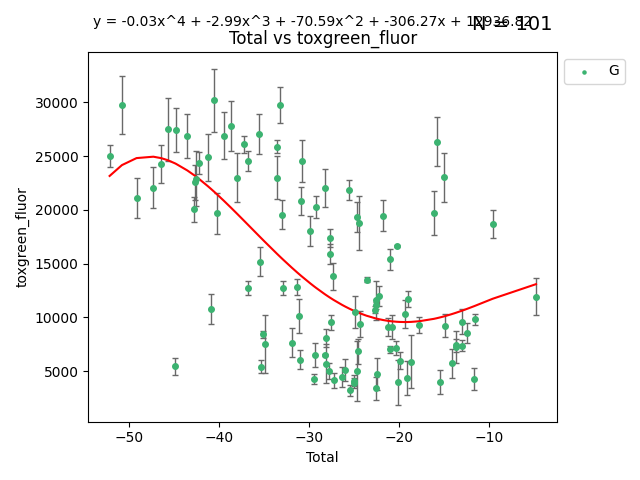 y = -0.03x^4 + -2.99x^3 + -70.59x^2 + -306.27x + 12936.82
N = 101
Total vs toxgreen_fluor
G
30000
25000
20000
15000
10000
5000
toxgreen_fluor
−50
−40
−30
−20
−10
Total